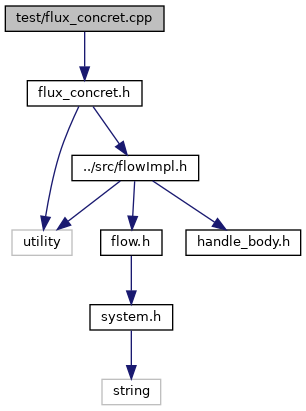 test/flux_concret.cpp
flux_concret.h
../src/flowImpl.h
utility
flow.h
handle_body.h
system.h
string